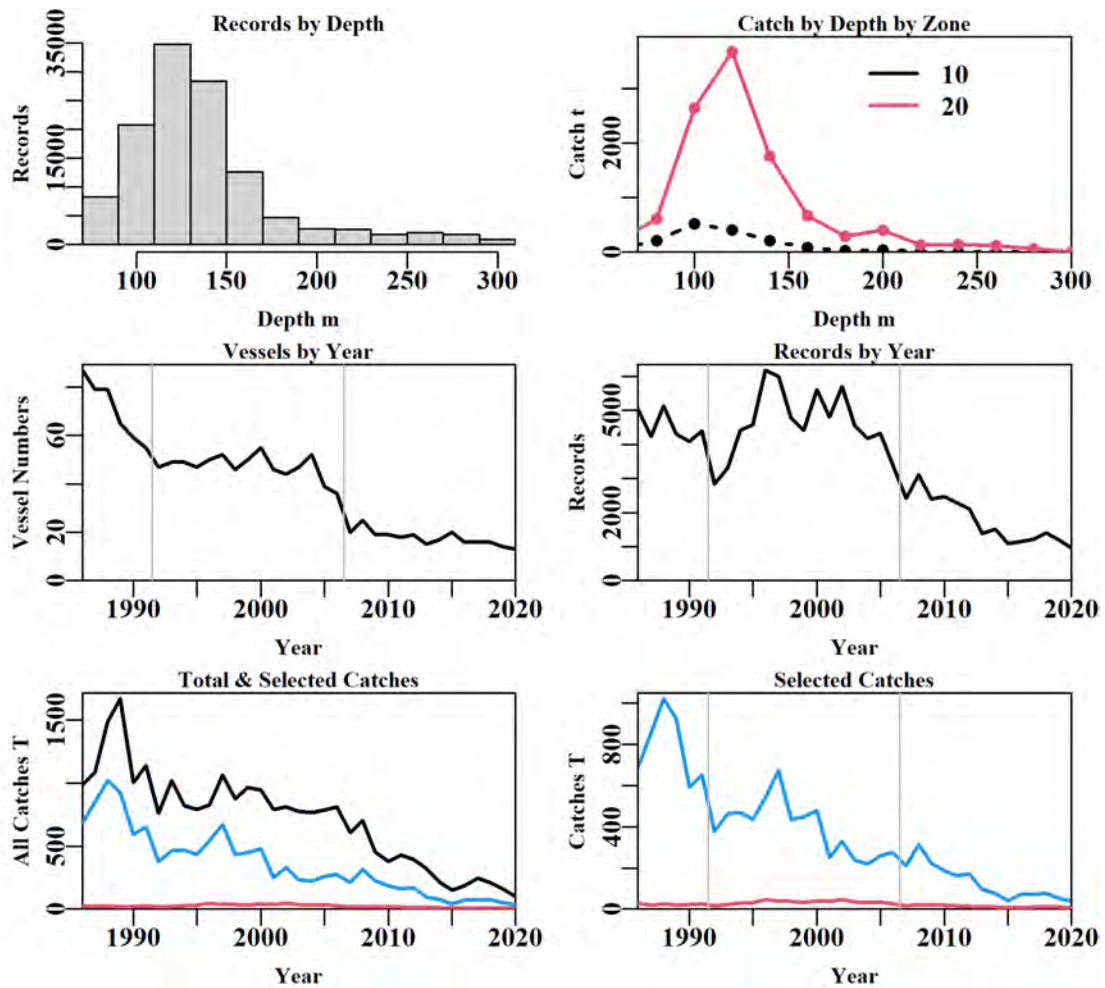 Records by Depth
Records
0 15000 35000
100 150 200 250 300
Depth m
Catch by Depth by Zone
Catch t
0 2000
10
20
100 150 200 250 300
Depth m
Vessels by Year
Vessel Numbers
0 20 60
1990 2000 2010 2020
Year
Records by Year
Records
0 2000 5000
1990 2000 2010 2020
Year
Total & Selected Catches
All Catches T
0 500 1500
1990 2000 2010 2020
Year
Selected Catches
Catches T
0 400 800
1990 2000 2010 2020
Year